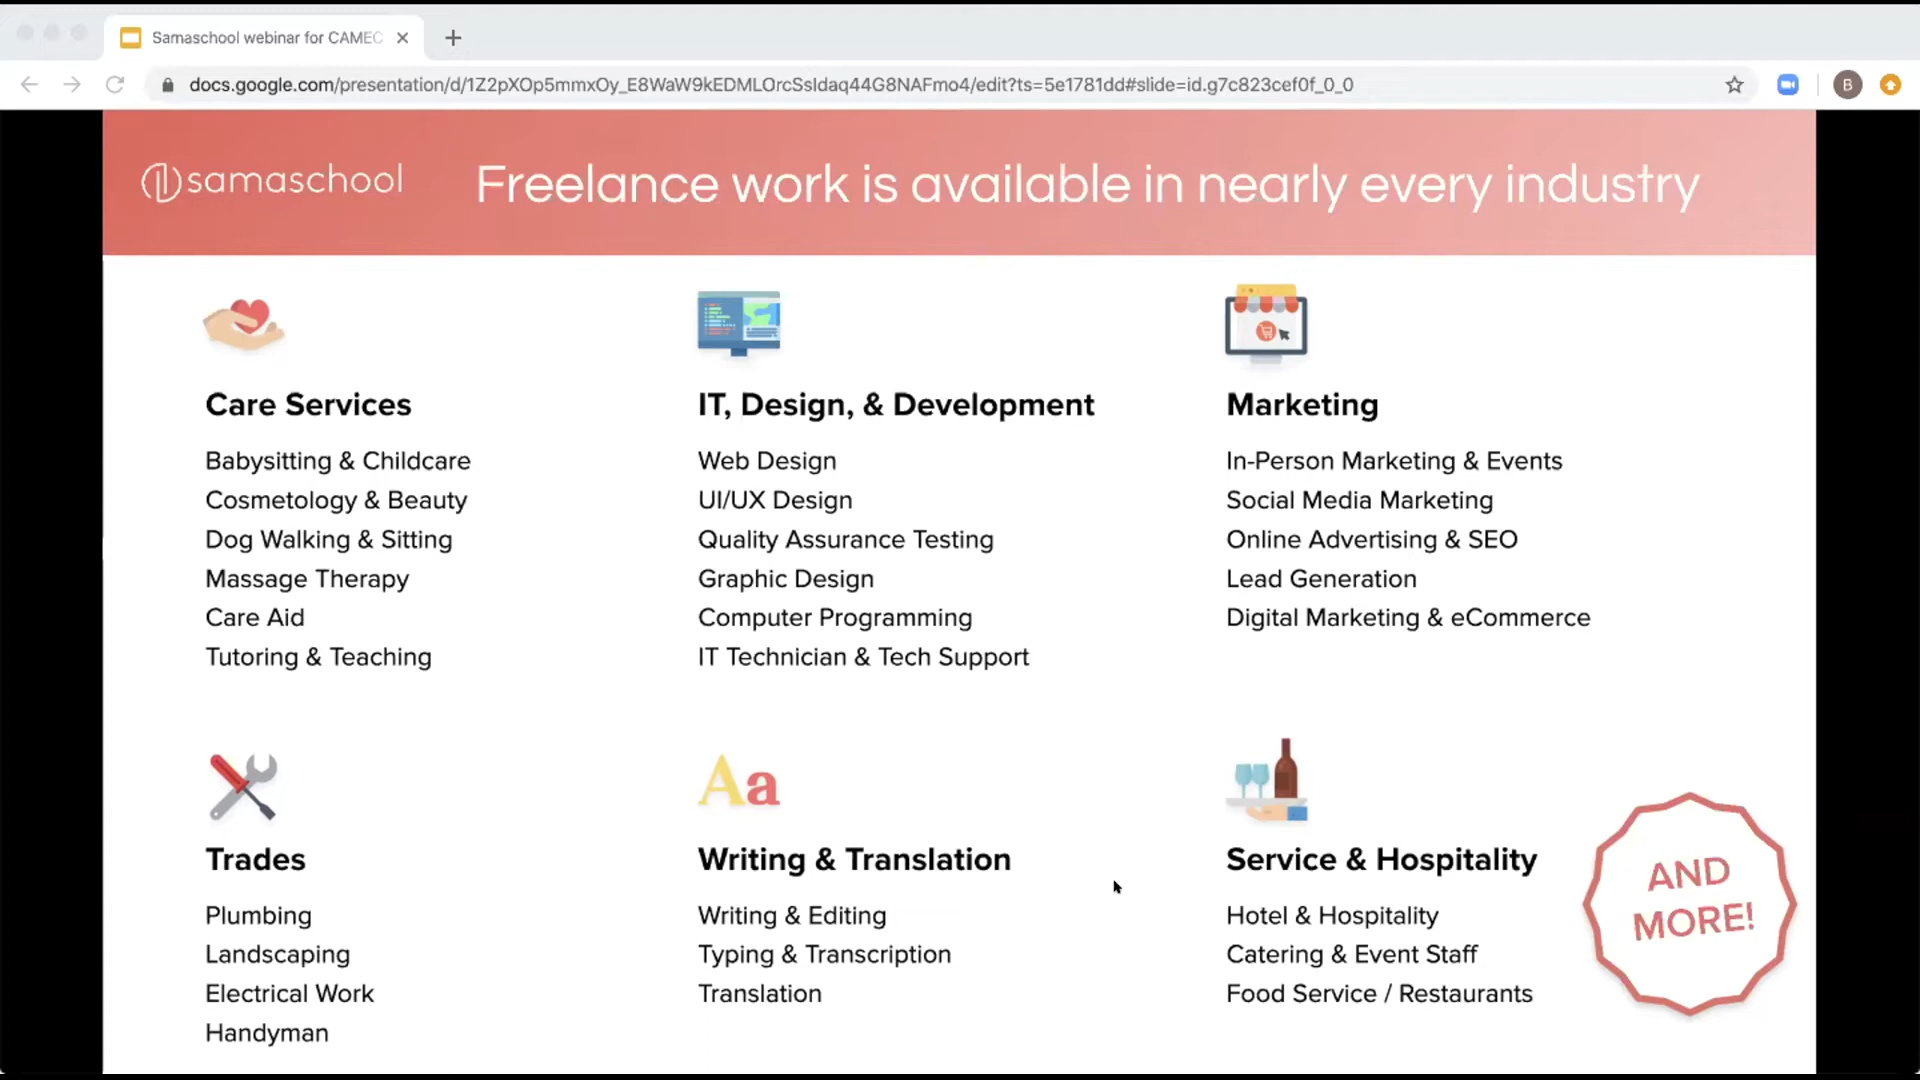 Samaschool webinar for CAMEC
docs.google.com/presentation/d/1Z2pXOp5mmxOy_E8WaW9kEDMLOrcSsIdaq44G8NAFmo4/edit?ts=5e1781dd#slide=id.g7c823cef0f_0_0
B
samaschool
Freelance work is available in nearly every industry
Care Services
Babysitting & Childcare
Cosmetology & Beauty
Dog Walking & Sitting
Massage Therapy
Care Aid
Tutoring & Teaching
IT, Design, & Development
Web Design
UI/UX Design
Quality Assurance Testing
Graphic Design
Computer Programming
IT Technician & Tech Support
Marketing
In-Person Marketing & Events
Social Media Marketing
Online Advertising & SEO
Lead Generation
Digital Marketing & eCommerce
Trades
Plumbing
Landscaping
Electrical Work
Handyman
Aa
Writing & Translation
Writing & Editing
Typing & Transcription
Translation
Service & Hospitality
Hotel & Hospitality
Catering & Event Staff
Food Service / Restaurants
AND
MORE!